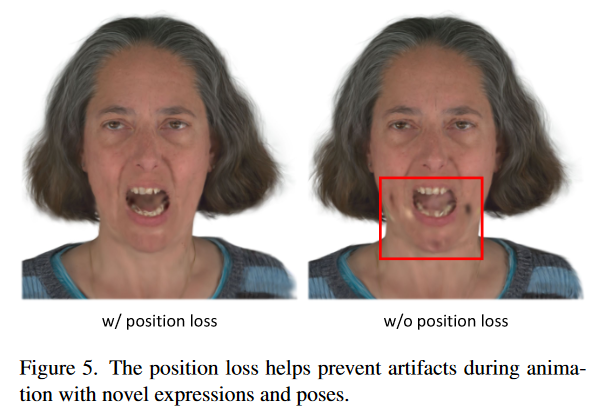 w/ position loss
w/o position loss
Figure 5. The position loss helps prevent artifacts during anima-
tion with novel expressions and poses.